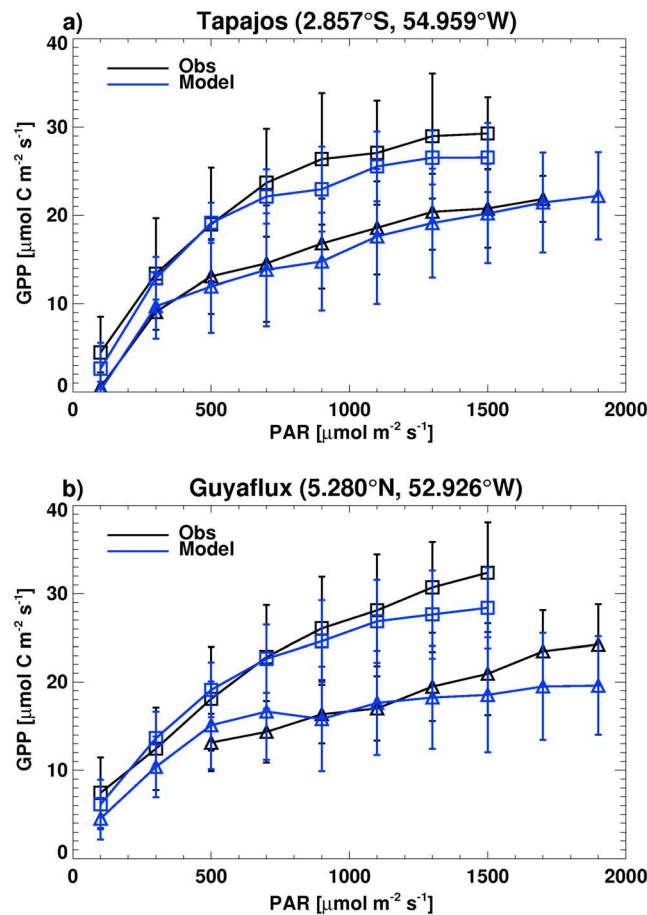 a) Tapajos (2.857°S, 54.959°W)
40
Obs
Model
30
20
10
0
GPP [μmol C m⁻² s⁻¹]
0 500 1000 1500 2000
PAR [μmol m⁻² s⁻¹]
b) Guyaflux (5.280°N, 52.926°W)
40
Obs
Model
30
20
10
0
GPP [μmol C m⁻² s⁻¹]
0 500 1000 1500 2000
PAR [μmol m⁻² s⁻¹]